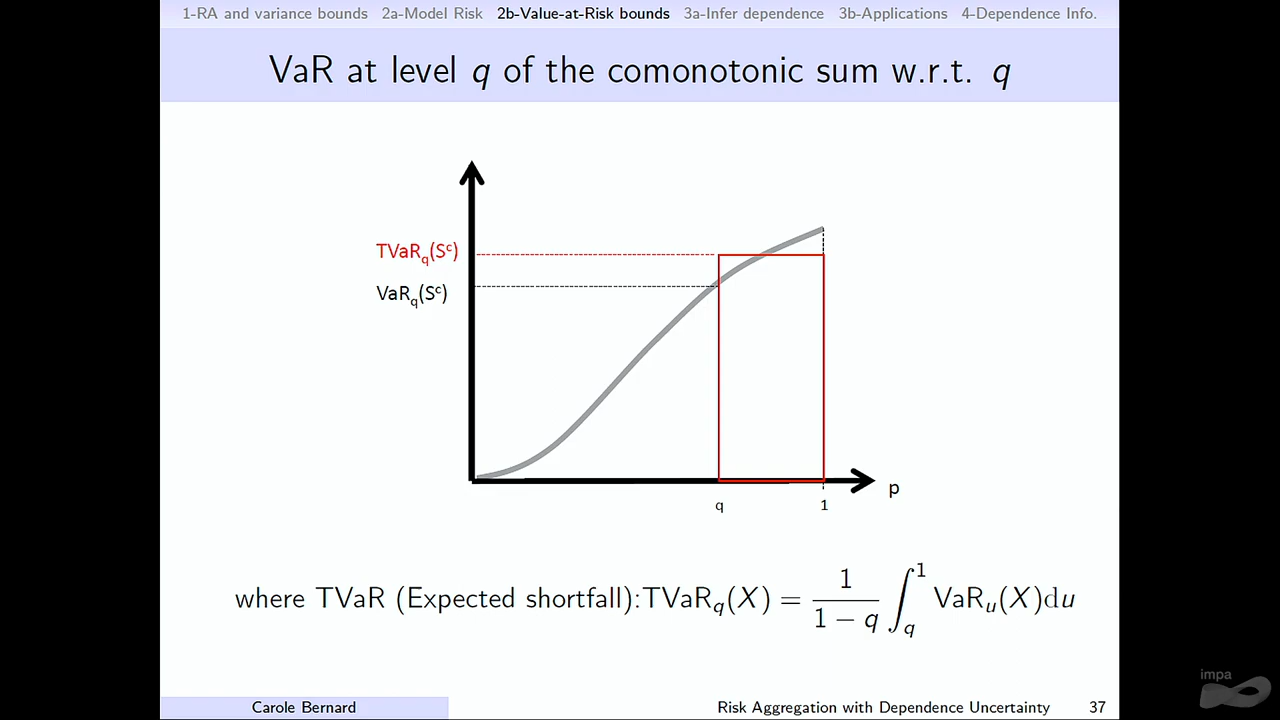 1-RA and variance bounds 2a-Model Risk 2b-Value-at-Risk bounds 3a-Infer dependence 3b-Applications 4-Dependence Info.
VaR at level q of the comonotonic sum w.r.t. q
TVaRq(Sᶜ)
VaRq(Sᶜ)
p
q 1
where TVaR (Expected shortfall):TVaRq(X) = 1/(1 − q) ∫_q^1 VaRu(X)du
impa
Carole Bernard Risk Aggregation with Dependence Uncertainty 37